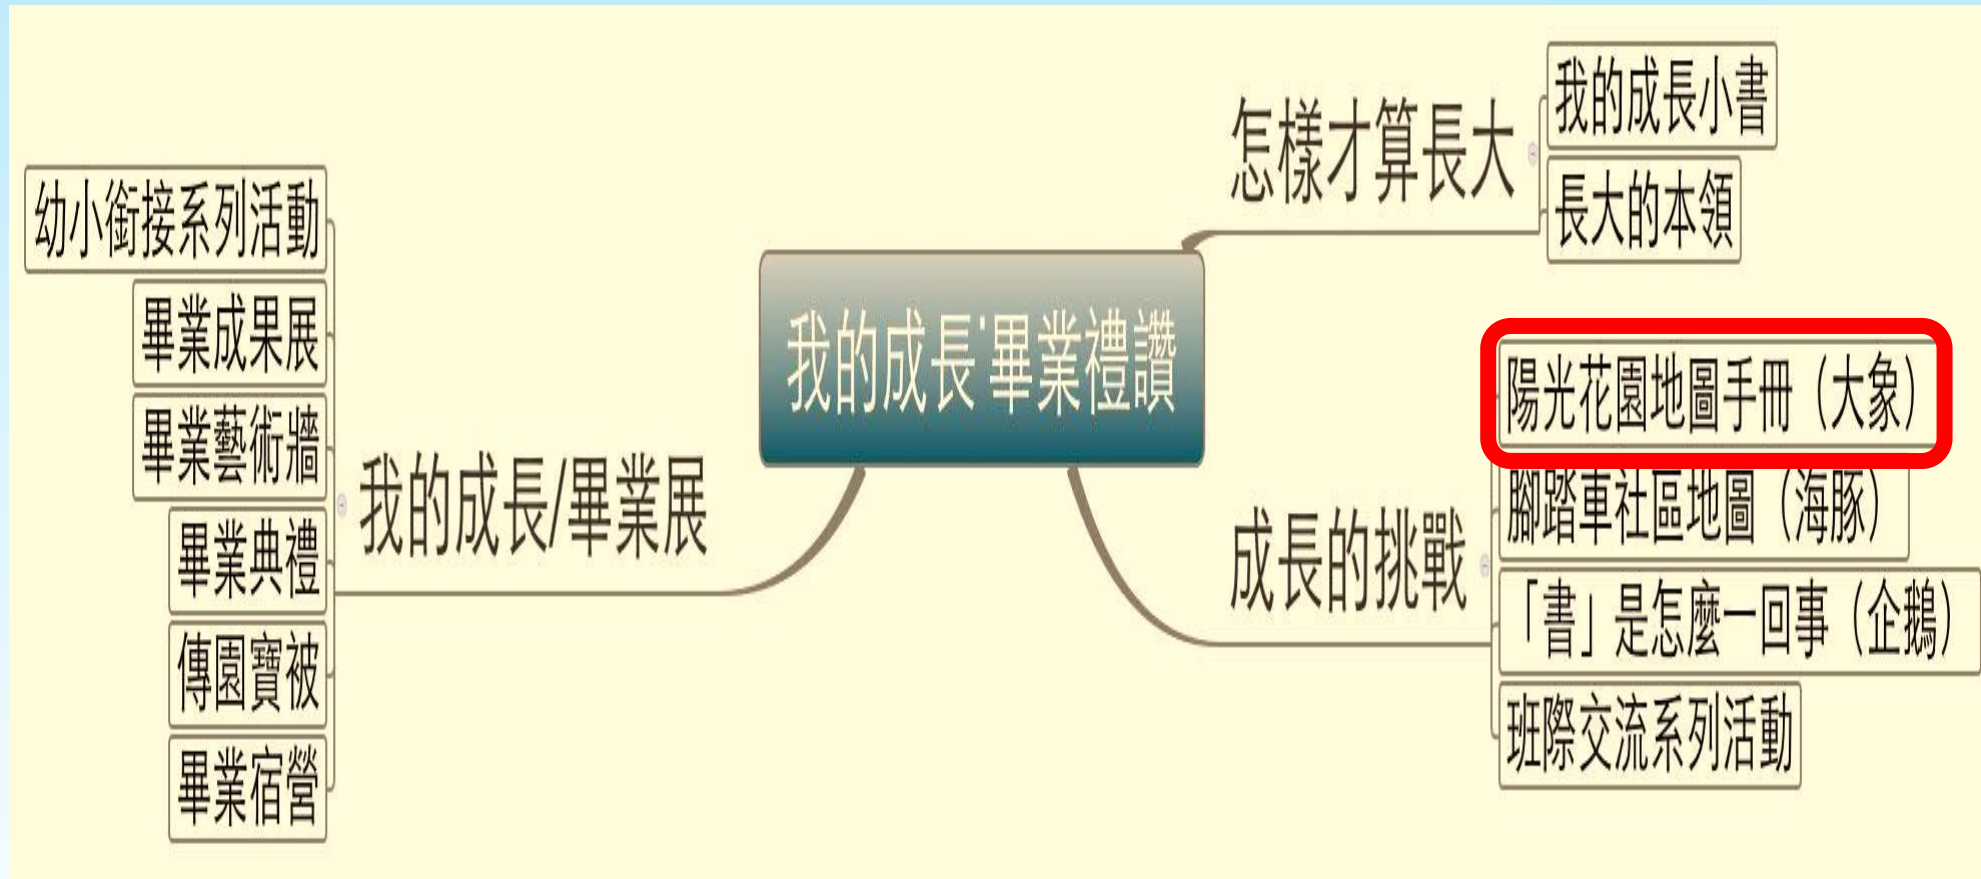 我的成長˙畢業禮讚
怎樣才算長大
我的成長小書
長大的本領
成長的挑戰
陽光花園地圖手冊（大象）
腳踏車社區地圖（海豚）
「書」是怎麼一回事（企鵝）
班際交流系列活動
我的成長/畢業展
幼小銜接系列活動
畢業成果展
畢業藝術牆
畢業典禮
傳園寶被
畢業宿營